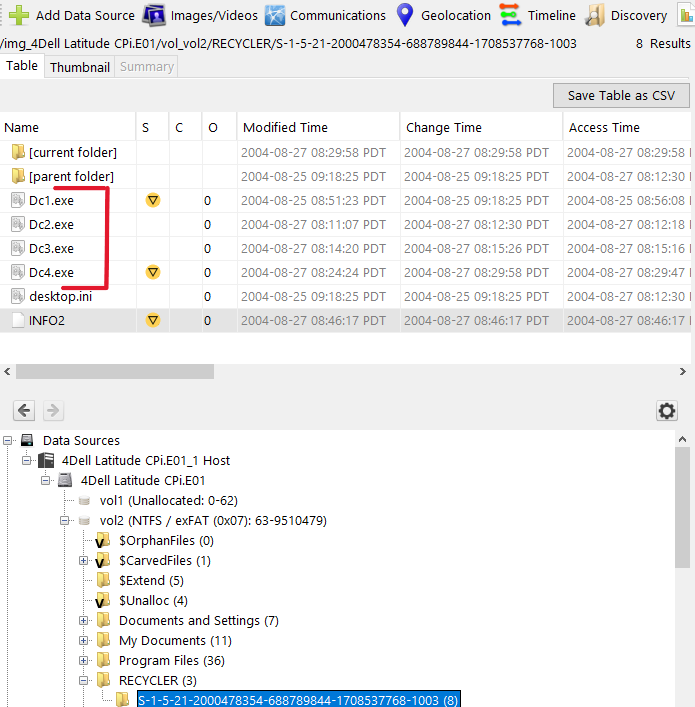 Add Data Source Images/Videos Communications Geolocation Timeline Discovery
/img_4Dell Latitude CPi.E01/vol_vol2/RECYCLER/S-1-5-21-2000478354-688789844-1708537768-1003 8 Results
Table Thumbnail Summary
Save Table as CSV
Name S C O Modified Time Change Time Access Time
[current folder] 2004-08-27 08:29:58 PDT 2004-08-27 08:29:58 PDT 2004-08-27 08:29:58 P
[parent folder] 2004-08-25 09:18:25 PDT 2004-08-25 09:18:25 PDT 2004-08-27 08:12:30 P
Dc1.exe 0 2004-08-25 08:51:23 PDT 2004-08-25 09:18:25 PDT 2004-08-25 08:56:08 P
Dc2.exe 0 2004-08-27 08:11:07 PDT 2004-08-27 08:12:30 PDT 2004-08-27 08:12:18 P
Dc3.exe 0 2004-08-27 08:14:20 PDT 2004-08-27 08:15:26 PDT 2004-08-27 08:15:16 P
Dc4.exe 0 2004-08-27 08:24:24 PDT 2004-08-27 08:29:58 PDT 2004-08-27 08:29:47 P
desktop.ini 0 2004-08-25 09:18:25 PDT 2004-08-25 09:18:25 PDT 2004-08-27 08:12:30 P
INFO2 0 2004-08-27 08:46:17 PDT 2004-08-27 08:46:17 PDT 2004-08-27 08:46:17 P
Data Sources
4Dell Latitude CPi.E01_1 Host
4Dell Latitude CPi.E01
vol1 (Unallocated: 0-62)
vol2 (NTFS / exFAT (0x07): 63-9510479)
$OrphanFiles (0)
$CarvedFiles (1)
$Extend (5)
$Unalloc (4)
Documents and Settings (7)
My Documents (11)
Program Files (36)
RECYCLER (3)
S-1-5-21-2000478354-688789844-1708537768-1003 (8)